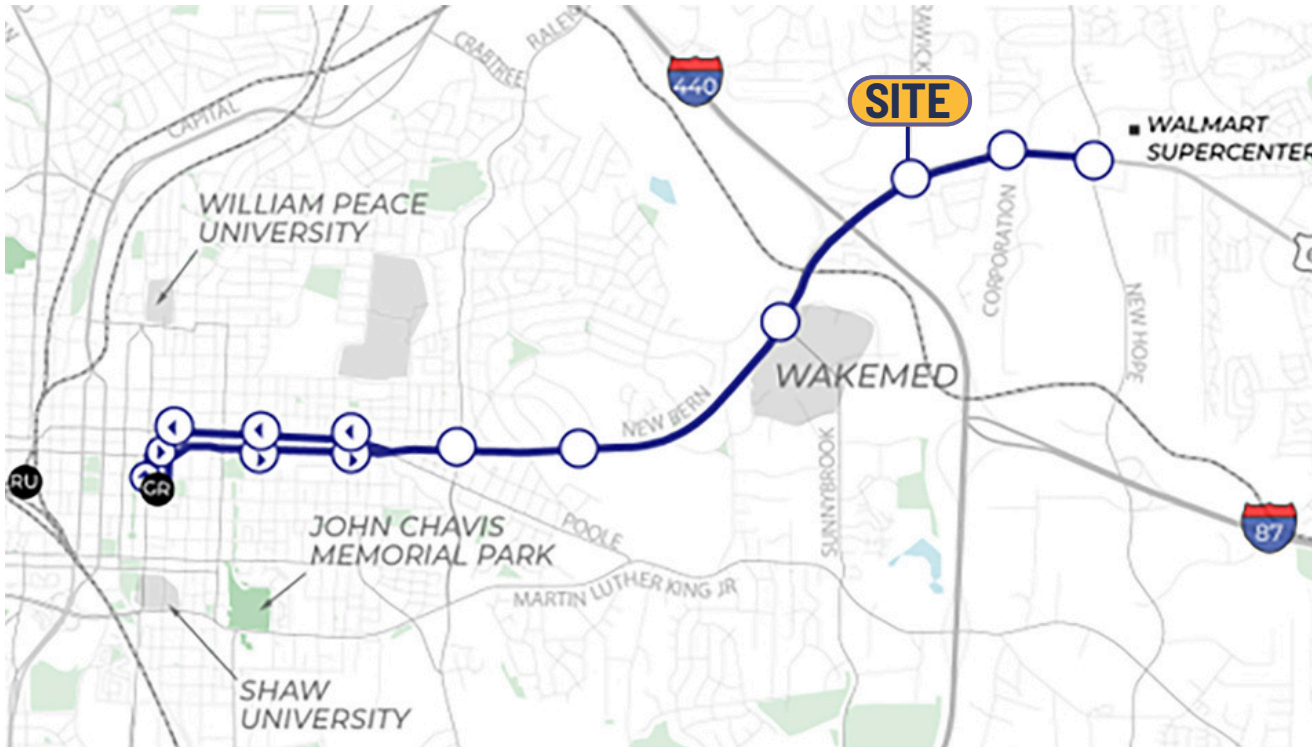 RALEIG
CRABTREE
440
SITE
WALMART
SUPERCENTER
CAPITAL
WILLIAM PEACE
UNIVERSITY
CORPORATION
NEW HOPE
WAKEMED
NEW BERN
RU
GR
SUNNYBROOK
JOHN CHAVIS
MEMORIAL PARK
POOLE
87
MARTIN LUTHER KING JR
SHAW
UNIVERSITY